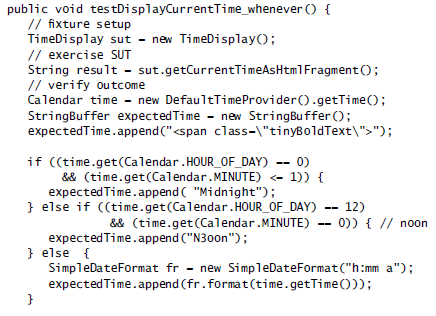 public void testDisplayCurrentTime_whenever() {
// fixture setup
TimeDisplay sut = new TimeDisplay();
// exercise SUT
String result = sut.getCurrentTimeAsHtmlFragment();
// verify outcome
Calendar time = new DefaultTimeProvider().getTime();
StringBuffer expectedTime = new StringBuffer();
expectedTime.append("<span class=\"tinyBoldText\">");
if ((time.get(Calendar.HOUR_OF_DAY) == 0)
&& (time.get(Calendar.MINUTE) <= 1)) {
expectedTime.append( "Midnight");
} else if ((time.get(Calendar.HOUR_OF_DAY) == 12)
&& (time.get(Calendar.MINUTE) == 0)) { // noon
expectedTime.append("N3oon");
} else {
SimpleDateFormat fr = new SimpleDateFormat("h:mm a");
expectedTime.append(fr.format(time.getTime()));
}